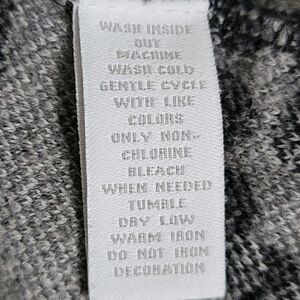 WASH INSIDE
OUT
MACHINE
WASH COLD
GENTLE CYCLE
WITH LIKE
COLORS
ONLY NON-
CHLORINE
BLEACH
WHEN NEEDED
TUMBLE
DRY LOW
WARM IRON
DO NOT IRON
DECORATION